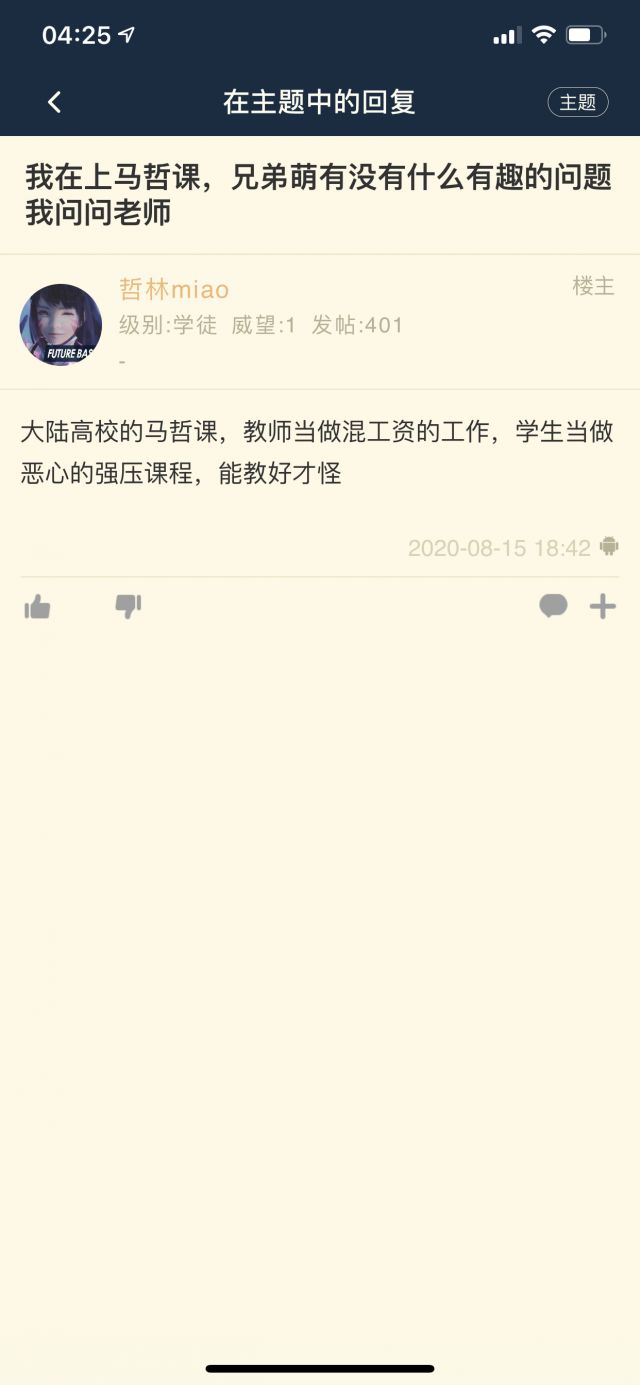 04:25
在主题中的回复
主题
我在上马哲课，兄弟萌有没有什么有趣的问题
我问问老师
哲林miao
楼主
级别:学徒 威望:1 发帖:401
FUTURE BAS
-
大陆高校的马哲课，教师当做混工资的工作，学生当做
恶心的强压课程，能教好才怪
2020-08-15 18:42